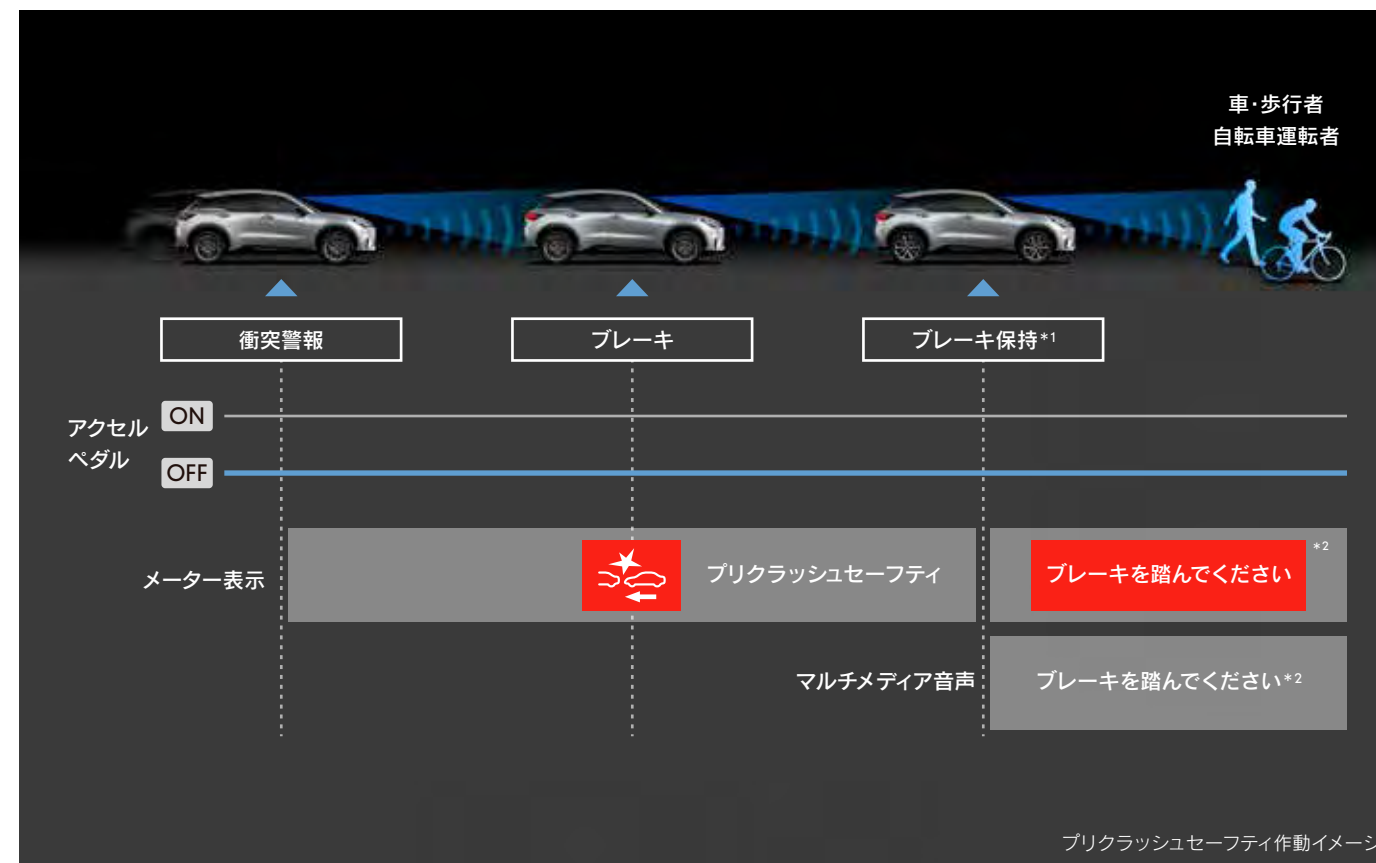 車・歩行者
自転車運転者
衝突警報
ブレーキ
ブレーキ保持*1
アクセル
ペダル
ON
OFF
メーター表示
プリクラッシュセーフティ
ブレーキを踏んでください
*2
マルチメディア音声
ブレーキを踏んでください*2
プリクラッシュセーフティ作動イメージ